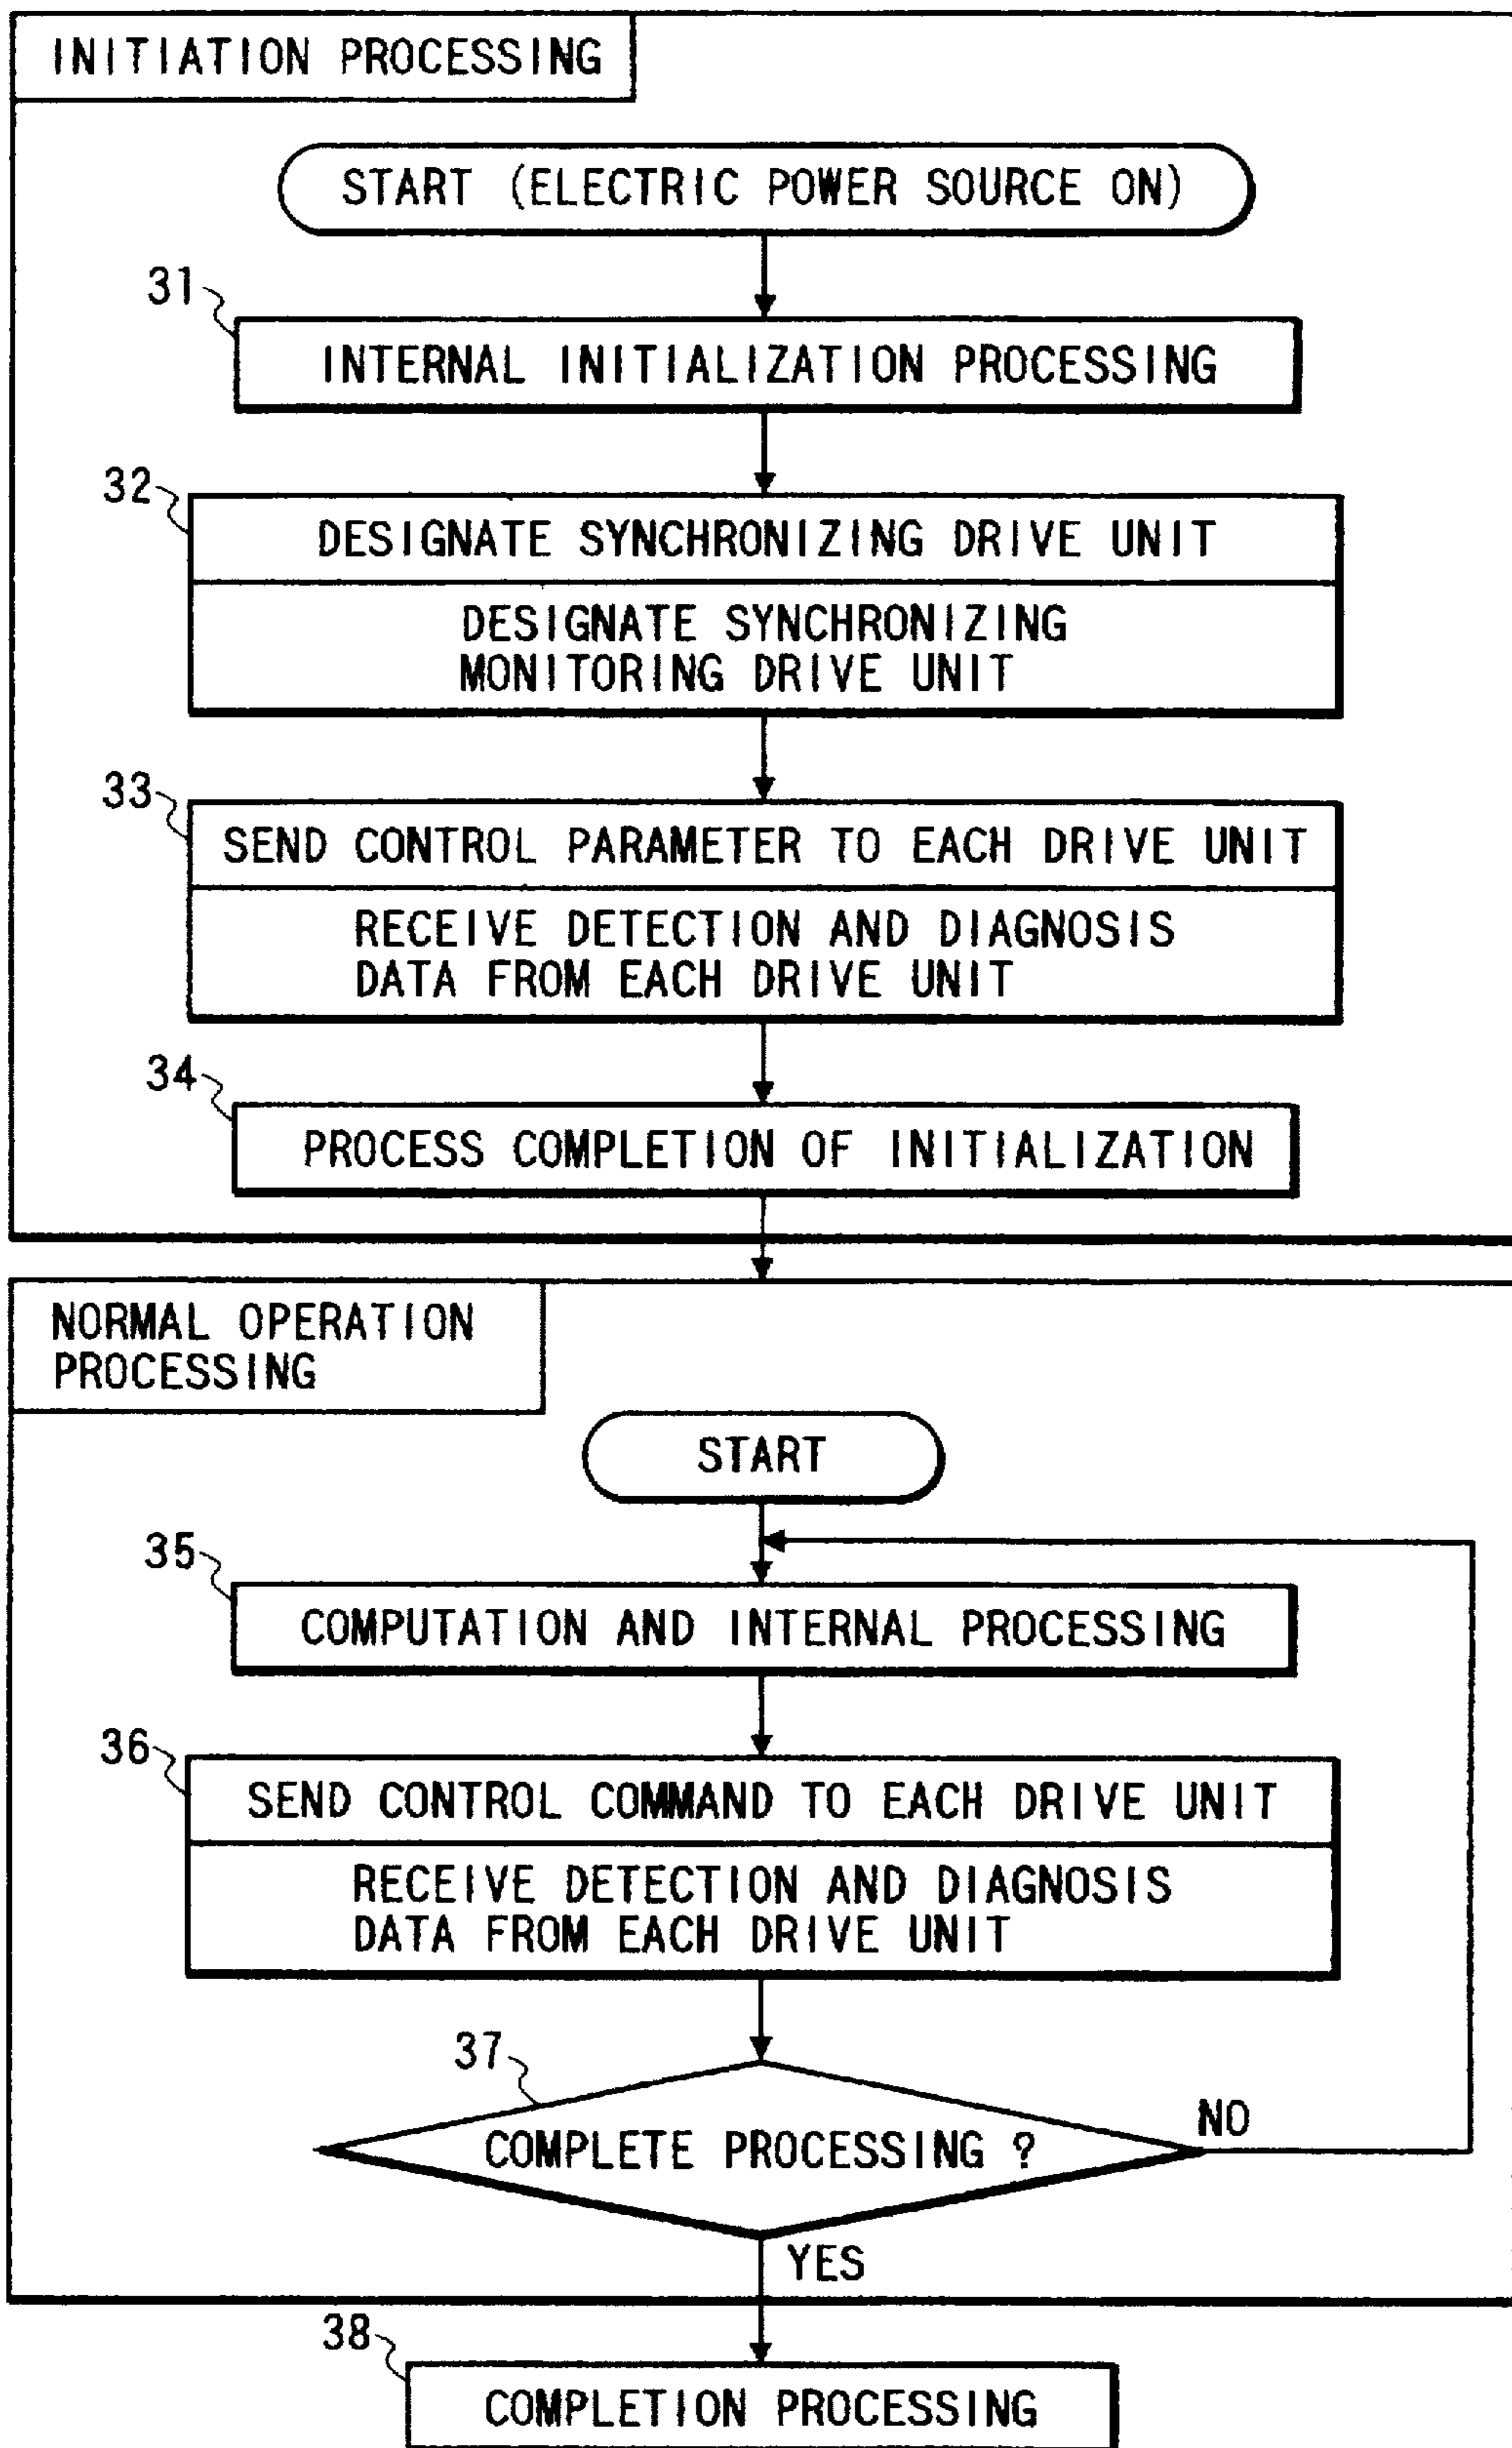 INITIATION PROCESSING
START (ELECTRIC POWER SOURCE ON)
31
INTERNAL INITIALIZATION PROCESSING
32
DESIGNATE SYNCHRONIZING DRIVE UNIT
DESIGNATE SYNCHRONIZING
MONITORING DRIVE UNIT
33
SEND CONTROL PARAMETER TO EACH DRIVE UNIT
RECEIVE DETECTION AND DIAGNOSIS
DATA FROM EACH DRIVE UNIT
34
PROCESS COMPLETION OF INITIALIZATION
NORMAL OPERATION
PROCESSING
START
35
COMPUTATION AND INTERNAL PROCESSING
36
SEND CONTROL COMMAND TO EACH DRIVE UNIT
RECEIVE DETECTION AND DIAGNOSIS
DATA FROM EACH DRIVE UNIT
37
COMPLETE PROCESSING ?
NO
YES
38
COMPLETION PROCESSING